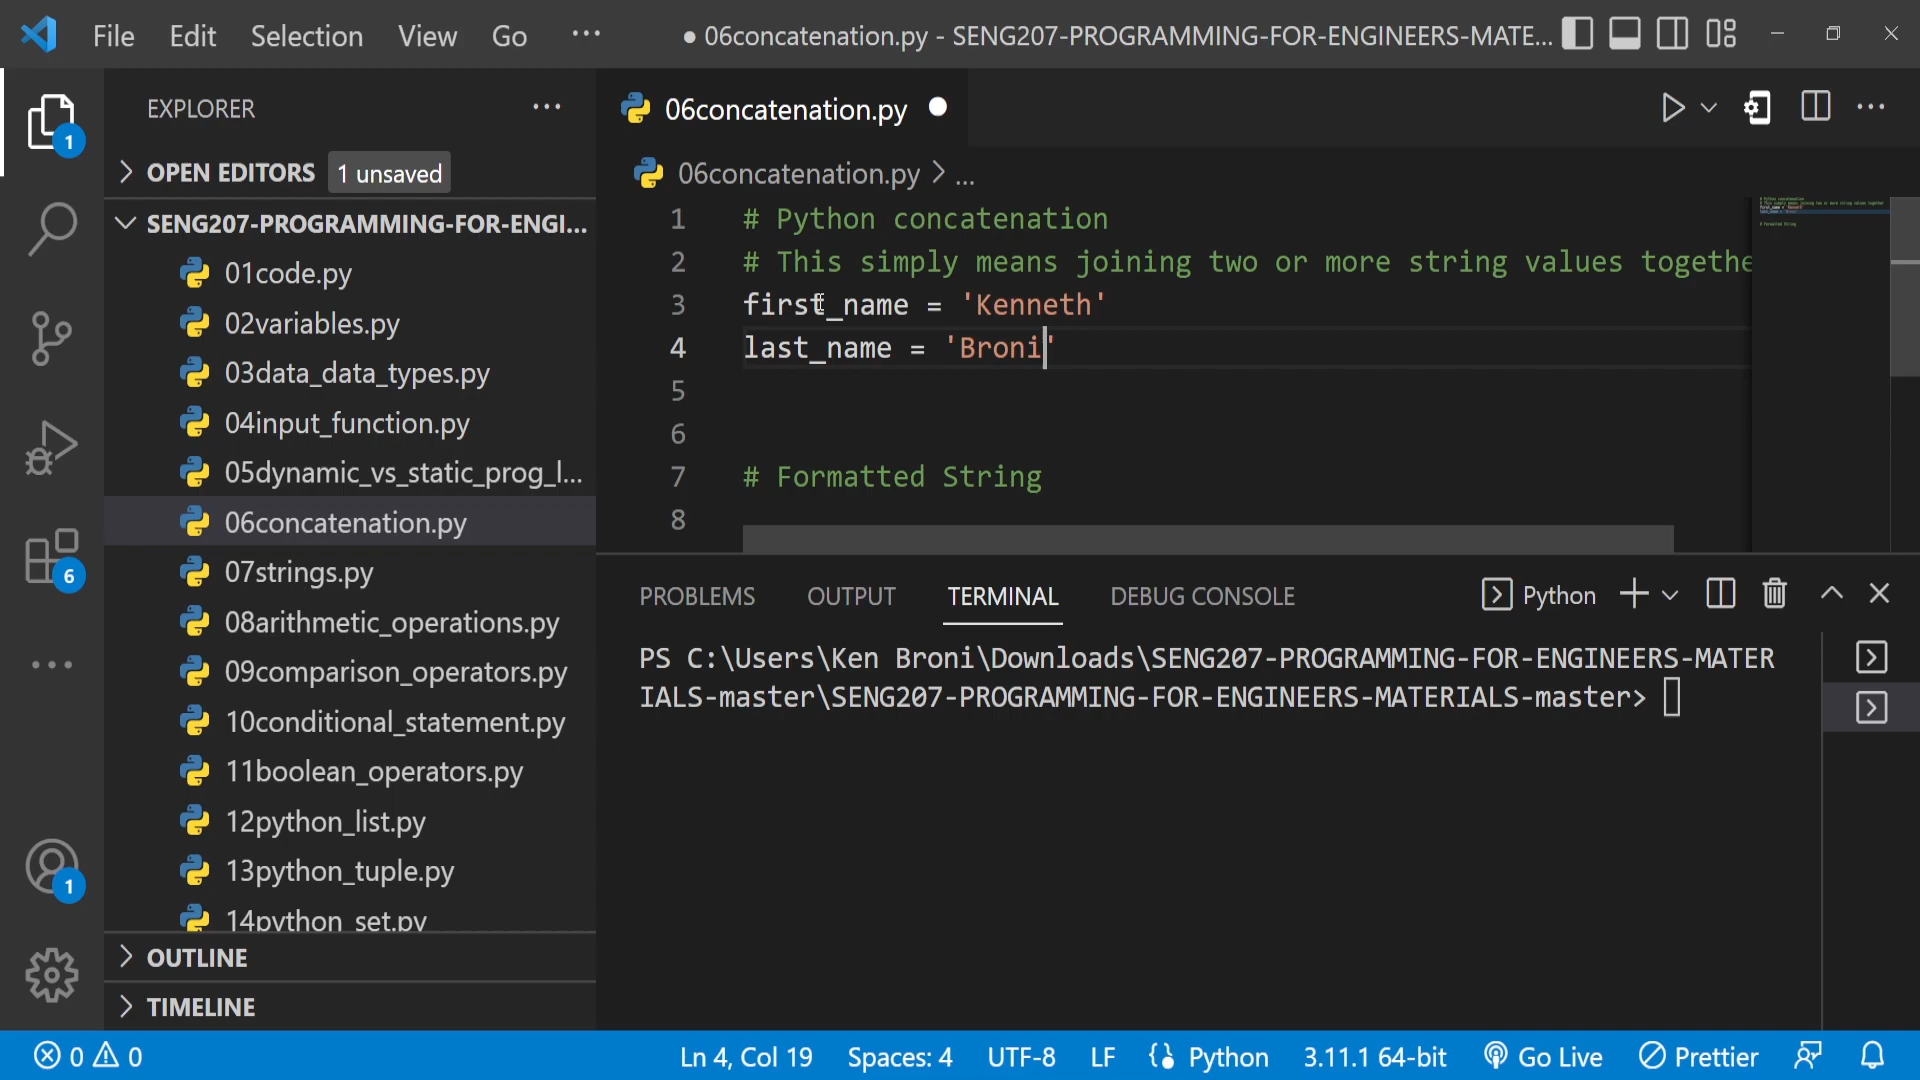 File Edit Selection View Go ···
● 06concatenation.py - SENG207-PROGRAMMING-FOR-ENGINEERS-MATE...
EXPLORER
1
OPEN EDITORS 1 unsaved
SENG207-PROGRAMMING-FOR-ENGI...
01code.py
02variables.py
03data_data_types.py
04input_function.py
05dynamic_vs_static_prog_l...
06concatenation.py
6
07strings.py
08arithmetic_operations.py
09comparison_operators.py
10conditional_statement.py
11boolean_operators.py
12python_list.py
13python_tuple.py
1
14python_set.py
OUTLINE
TIMELINE
06concatenation.py
06concatenation.py > ...
1 # Python concatenation
2 # This simply means joining two or more string values togethe
3 first_name = 'Kenneth'
4 last_name = 'Broni'
5
6
7 # Formatted String
8
PROBLEMS OUTPUT TERMINAL DEBUG CONSOLE Python
PS C:\Users\Ken Broni\Downloads\SENG207-PROGRAMMING-FOR-ENGINEERS-MATER
IALS-master\SENG207-PROGRAMMING-FOR-ENGINEERS-MATERIALS-master>
0 0 Ln 4, Col 19 Spaces: 4 UTF-8 LF Python 3.11.1 64-bit Go Live Prettier